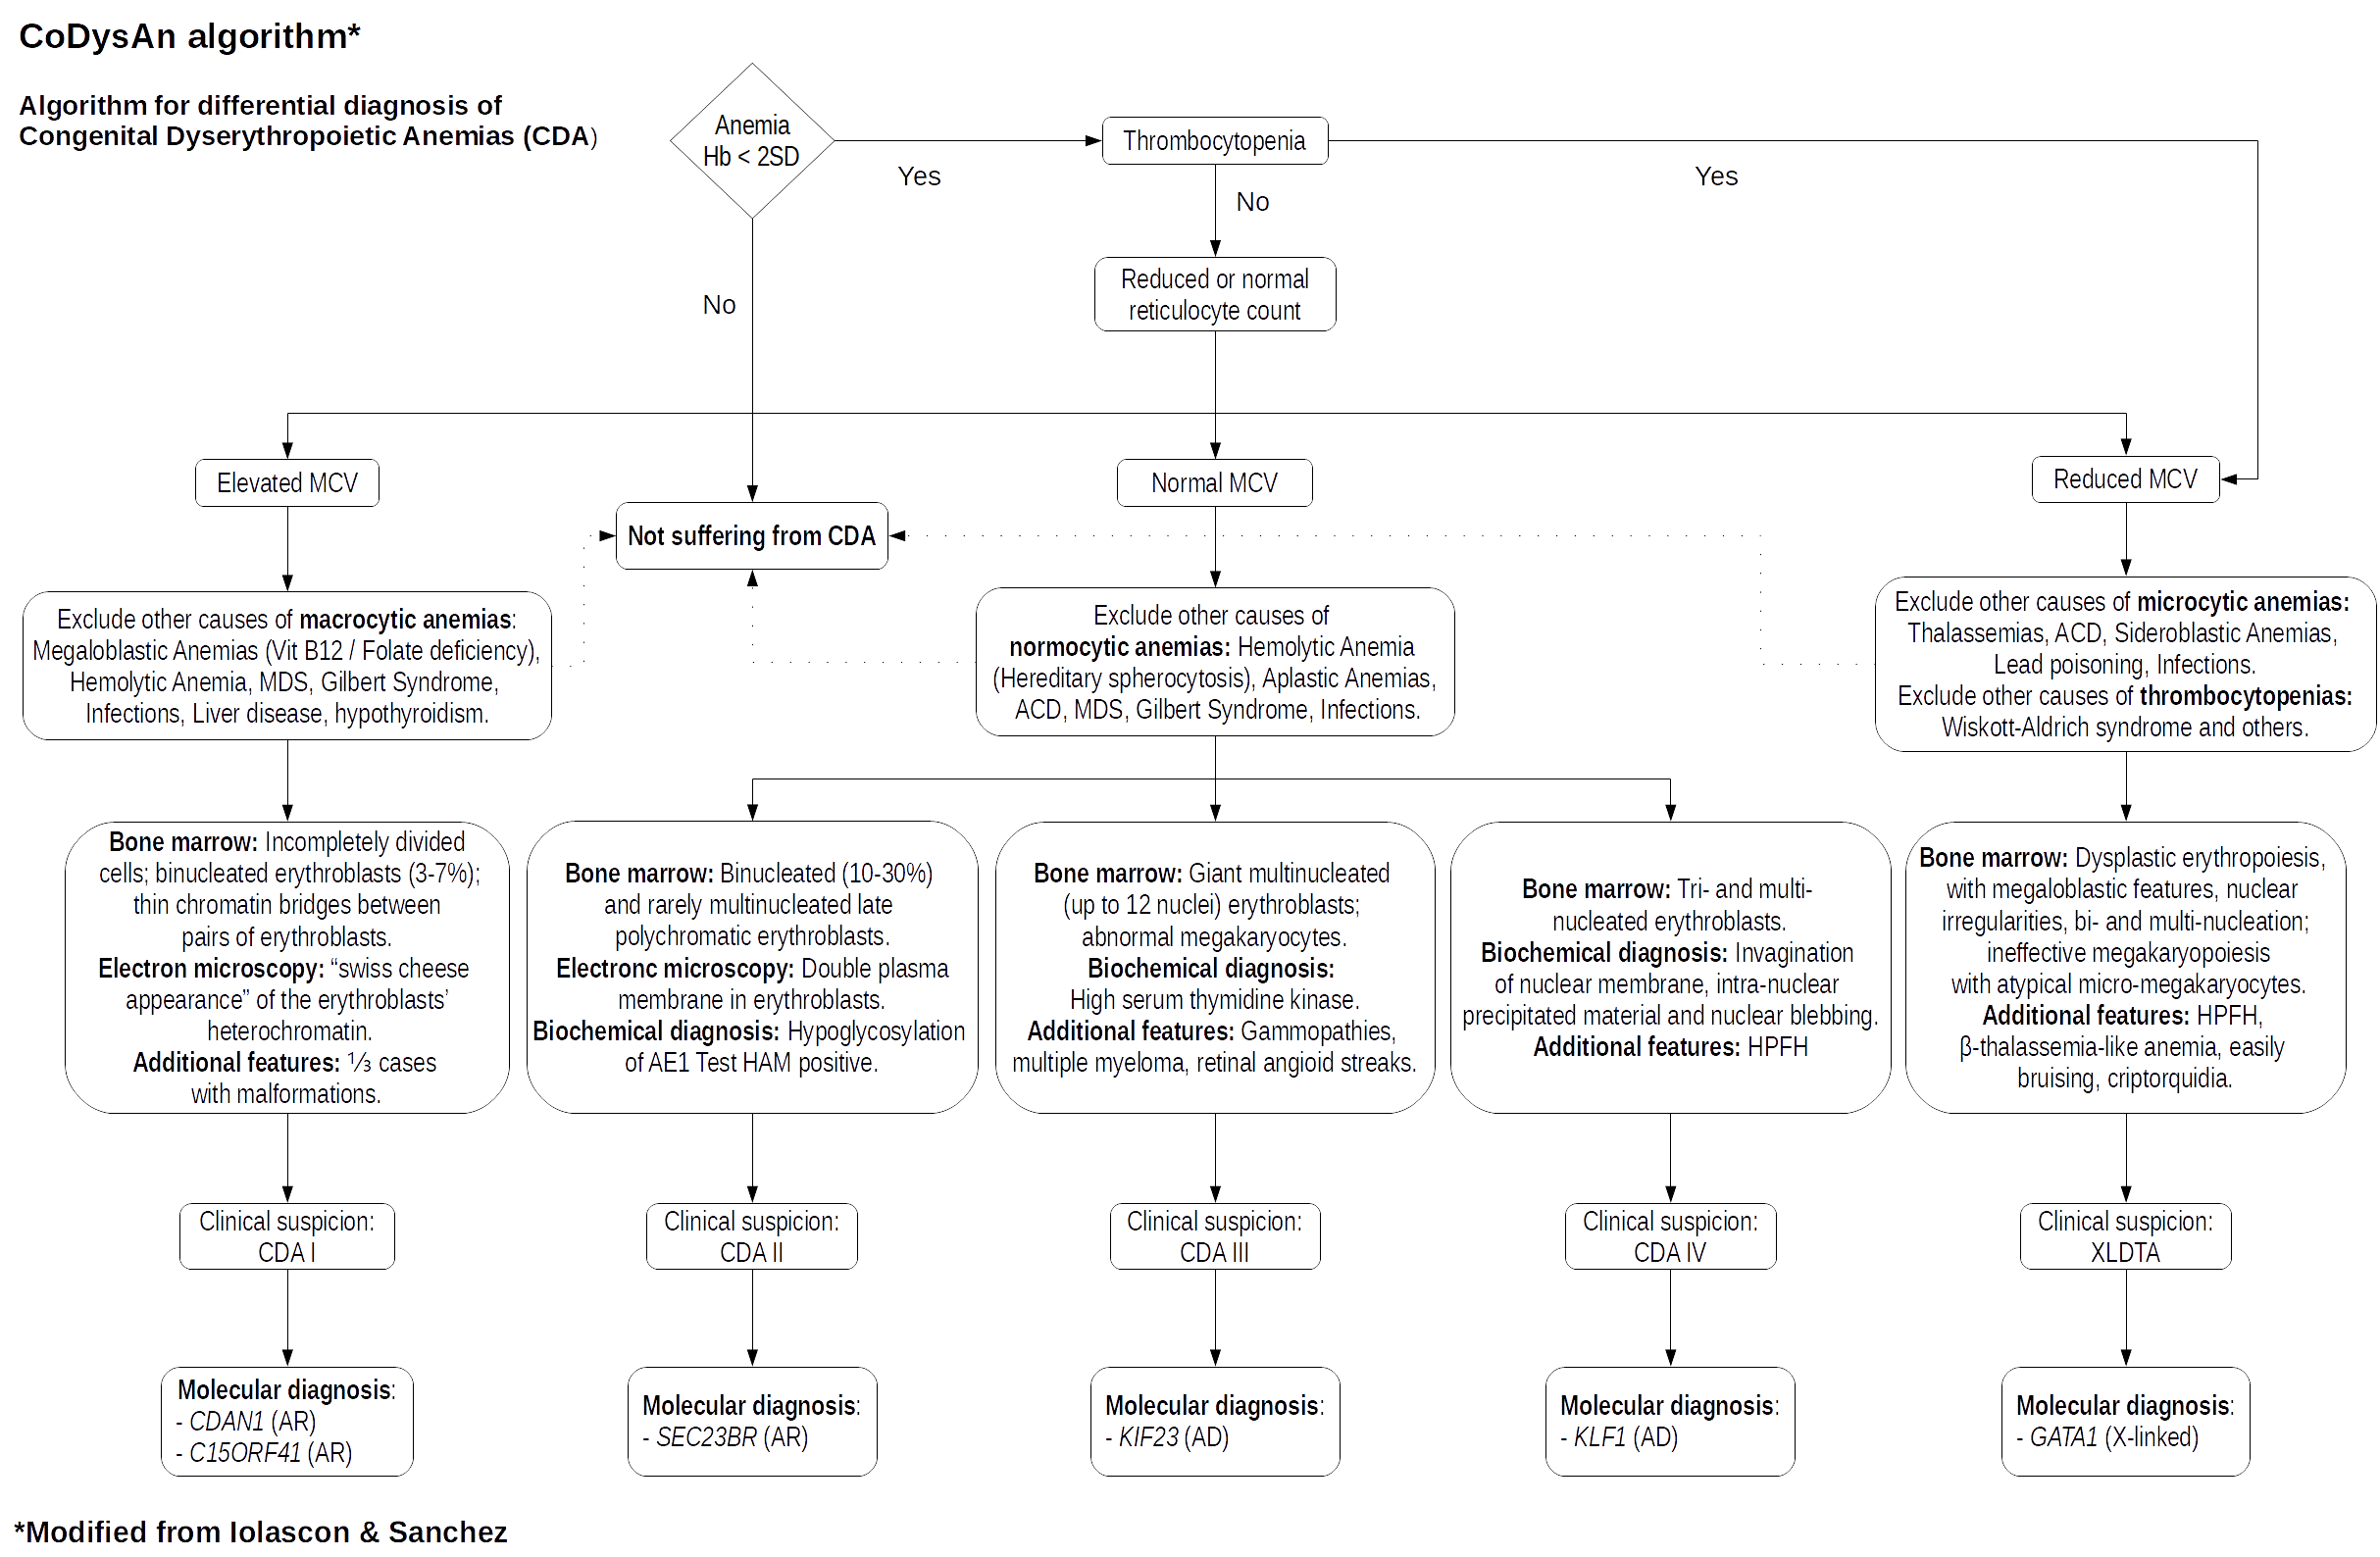 CoDysAn algorithm*
Algorithm for differential diagnosis of
Congenital Dyserythropoietic Anemias (CDA)
Anemia
Hb < 2SD
Yes
Thrombocytopenia
Yes
No
No
Reduced or normal
reticulocyte count
Elevated MCV
Normal MCV
Reduced MCV
Not suffering from CDA
Exclude other causes of macrocytic anemias:
Megaloblastic Anemias (Vit B12 / Folate deficiency),
Hemolytic Anemia, MDS, Gilbert Syndrome,
Infections, Liver disease, hypothyroidism.
Exclude other causes of
normocytic anemias: Hemolytic Anemia
(Hereditary spherocytosis), Aplastic Anemias,
ACD, MDS, Gilbert Syndrome, Infections.
Exclude other causes of microcytic anemias:
Thalassemias, ACD, Sideroblastic Anemias,
Lead poisoning, Infections.
Exclude other causes of thrombocytopenias:
Wiskott-Aldrich syndrome and others.
Bone marrow: Incompletely divided
cells; binucleated erythroblasts (3-7%);
thin chromatin bridges between
pairs of erythroblasts.
Electron microscopy: “swiss cheese
appearance” of the erythroblasts’
heterochromatin.
Additional features: ⅓ cases
with malformations.
Bone marrow: Binucleated (10-30%)
and rarely multinucleated late
polychromatic erythroblasts.
Electronc microscopy: Double plasma
membrane in erythroblasts.
Biochemical diagnosis: Hypoglycosylation
of AE1 Test HAM positive.
Bone marrow: Giant multinucleated
(up to 12 nuclei) erythroblasts;
abnormal megakaryocytes.
Biochemical diagnosis:
High serum thymidine kinase.
Additional features: Gammopathies,
multiple myeloma, retinal angioid streaks.
Bone marrow: Tri- and multi-
nucleated erythroblasts.
Biochemical diagnosis: Invagination
of nuclear membrane, intra-nuclear
precipitated material and nuclear blebbing.
Additional features: HPFH
Bone marrow: Dysplastic erythropoiesis,
with megaloblastic features, nuclear
irregularities, bi- and multi-nucleation;
ineffective megakaryopoiesis
with atypical micro-megakaryocytes.
Additional features: HPFH,
β-thalassemia-like anemia, easily
bruising, criptorquidia.
Clinical suspicion:
CDA I
Clinical suspicion:
CDA II
Clinical suspicion:
CDA III
Clinical suspicion:
CDA IV
Clinical suspicion:
XLDTA
Molecular diagnosis:
- CDAN1 (AR)
- C15ORF41 (AR)
Molecular diagnosis:
- SEC23BR (AR)
Molecular diagnosis:
- KIF23 (AD)
Molecular diagnosis:
- KLF1 (AD)
Molecular diagnosis:
- GATA1 (X-linked)
*Modified from Iolascon & Sanchez